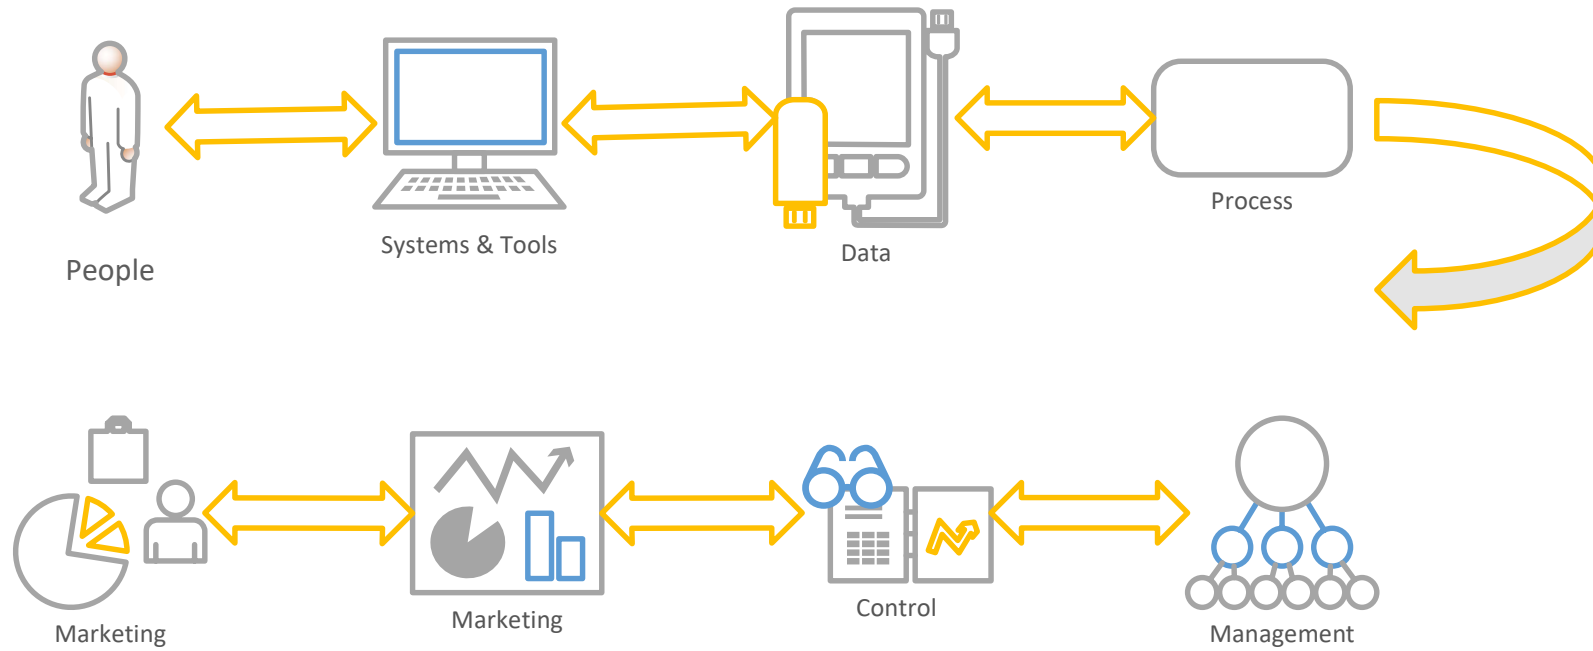 People
Systems & Tools
Data
Process
Marketing
Marketing
Control
Management